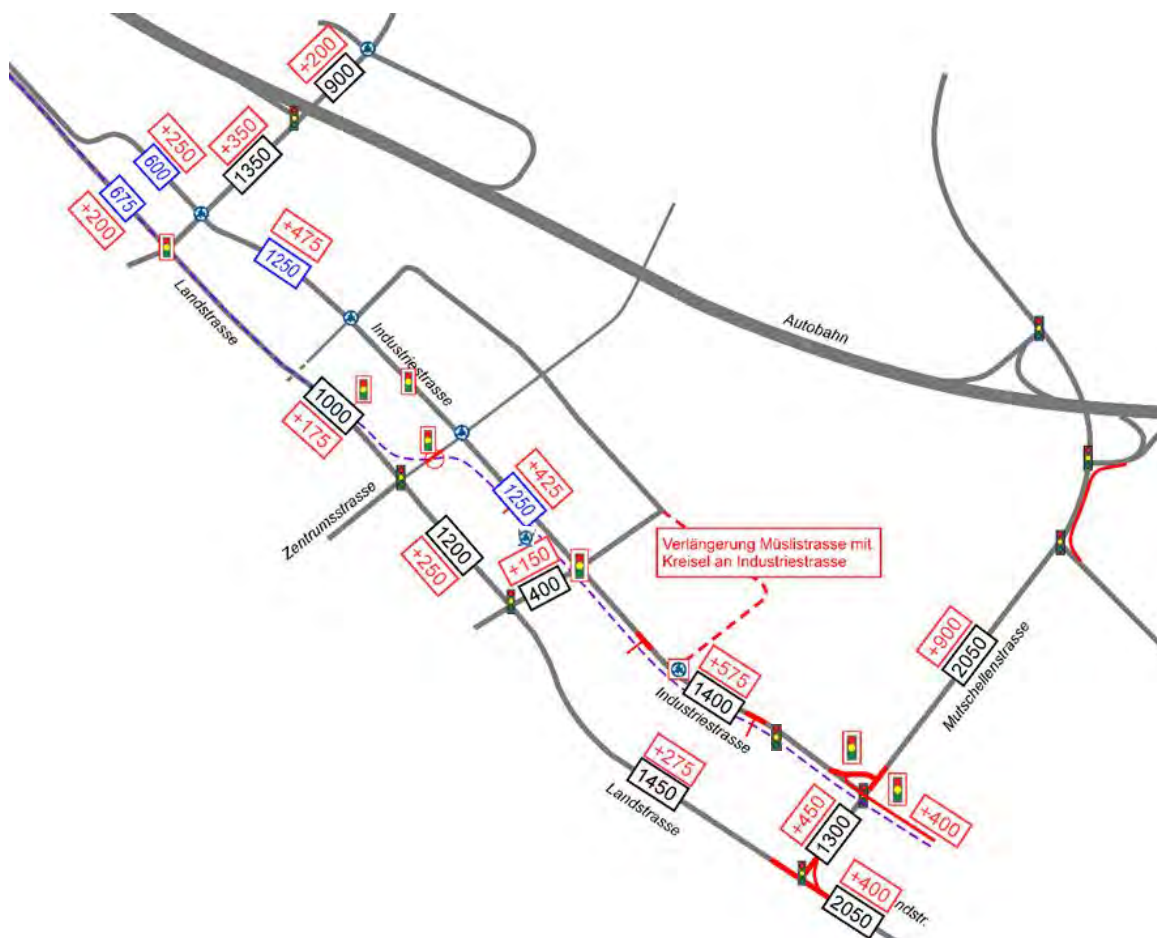 +200
900
+350
1350
+250
600
675
+200
+475
1250
Landstrasse
Industriestrasse
Autobahn
1000
+175
Zentrumsstrasse
+425
1250
1200
+250
+150
400
Verlängerung Müslistrasse mit
Kreisel an Industriestrasse
+900
2050
Mutschellenstrasse
+575
1400
Industriestrasse
+275
1450
Landstrasse
+450
1300
+400
+400
2050
ndstr.